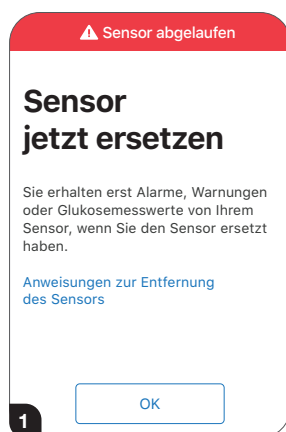 Sensor abgelaufen
Sensor
jetzt ersetzen
Sie erhalten erst Alarme, Warnungen
oder Glukosemesswerte von Ihrem
Sensor, wenn Sie den Sensor ersetzt
haben.
Anweisungen zur Entfernung
des Sensors
OK
1